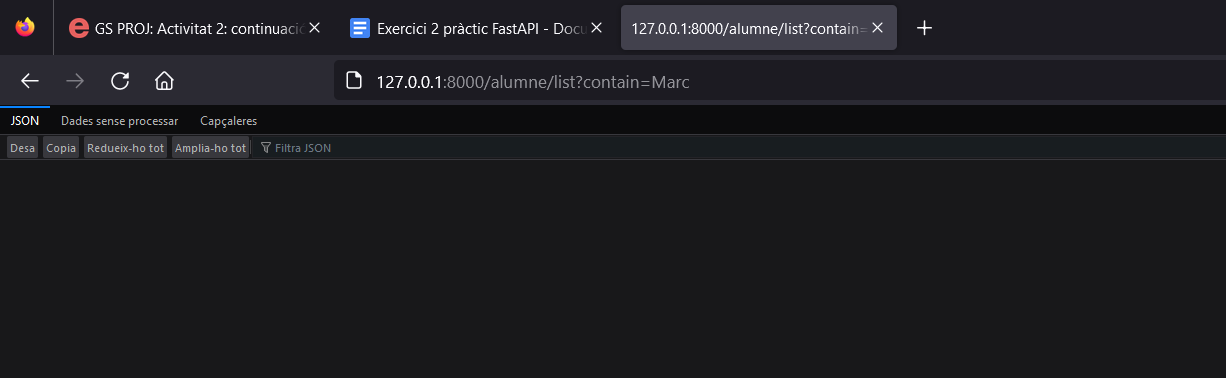 GS PROJ: Activitat 2: continuació
Exercici 2 pràctic FastAPI - Docu
127.0.0.1:8000/alumne/list?contain=
127.0.0.1:8000/alumne/list?contain=Marc
JSON
Dades sense processar
Capçaleres
Desa
Copia
Redueix-ho tot
Amplia-ho tot
Filtra JSON